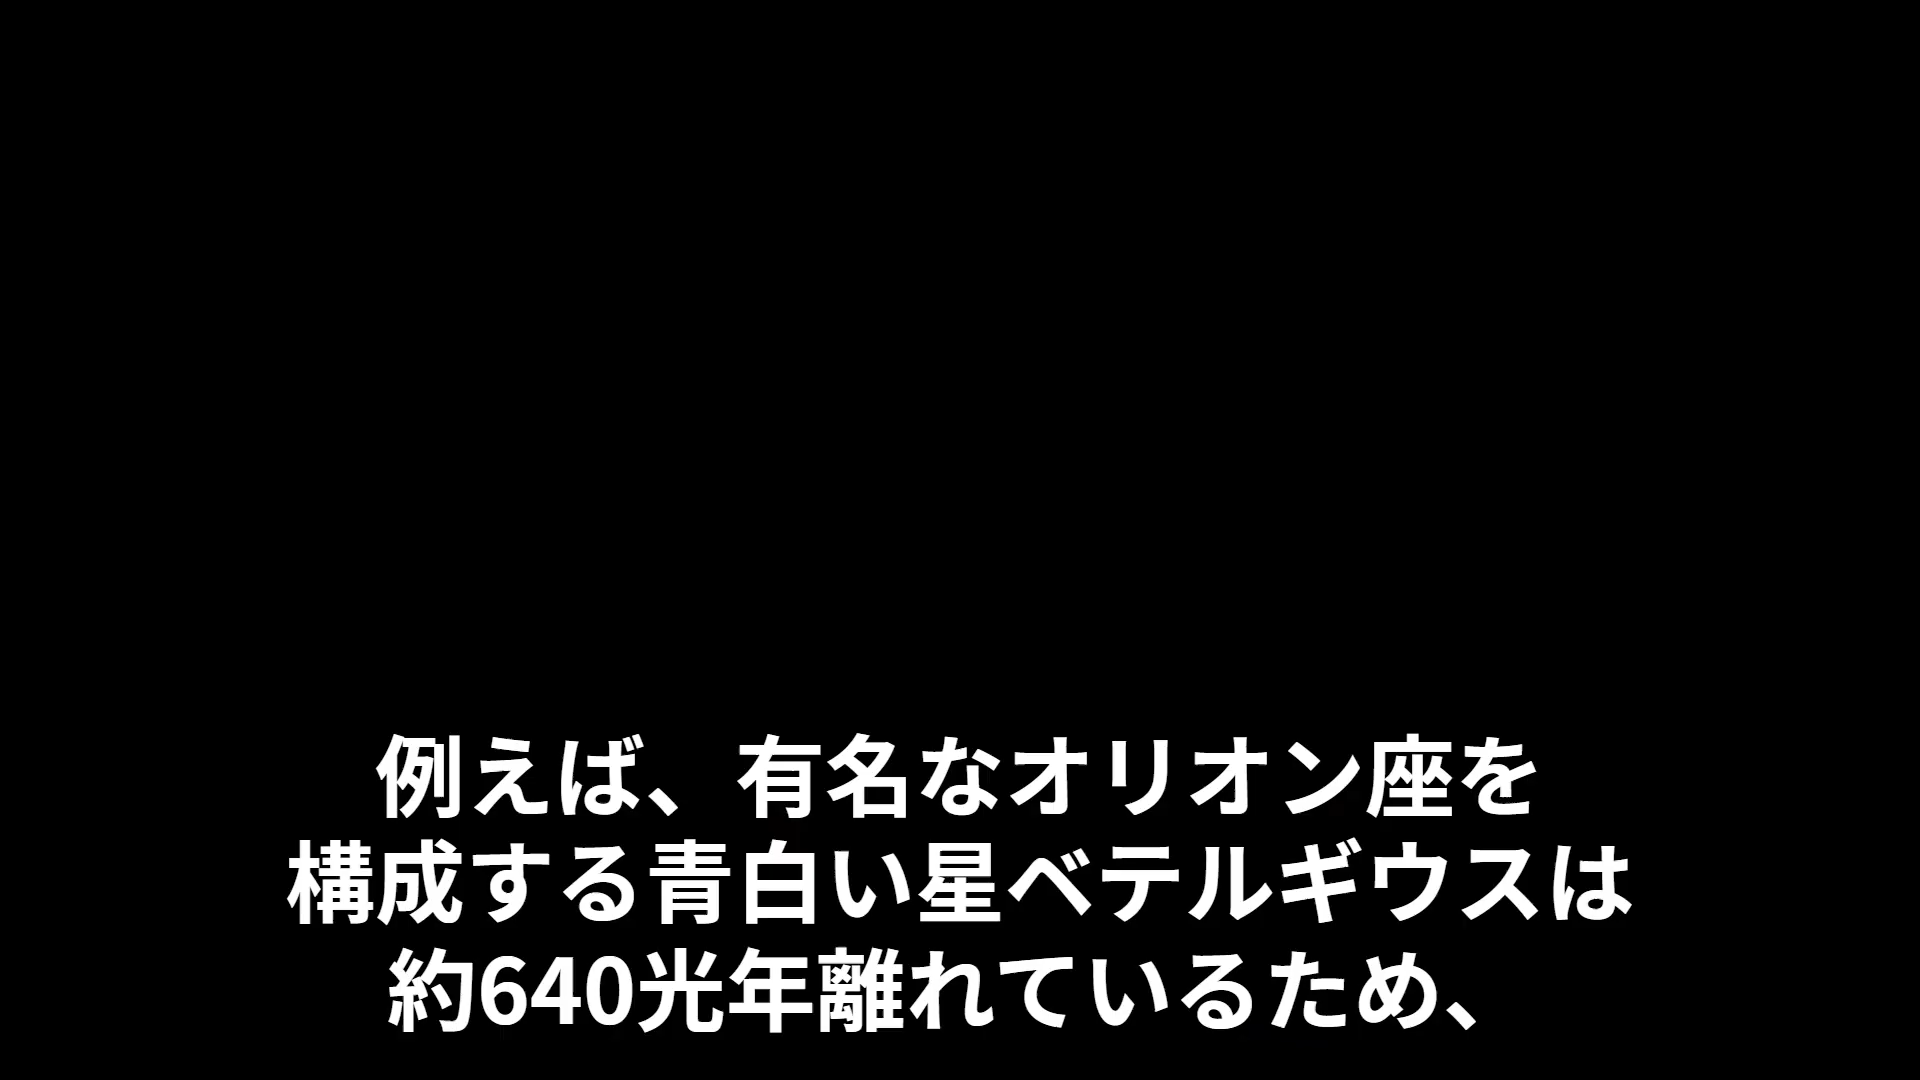 例えば、有名なオリオン座を
構成する青白い星ベテルギウスは
約640光年離れているため、